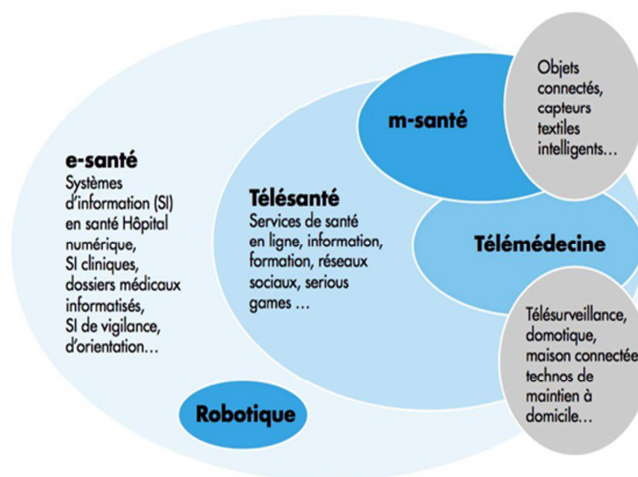 e-santé
Systèmes
d'information (SI)
en santé Hôpital
numérique,
SI cliniques,
dossiers médicaux
informatisés,
SI de vigilance,
d'orientation...
Télésanté
Services de santé
en ligne, information,
formation, réseaux
sociaux, serious
games ...
m-santé
Objets
connectés,
capteurs
textiles
intelligents...
Télémédecine
Télésurveillance,
domotique,
maison connectée
technos de
maintien à
domicile...
Robotique